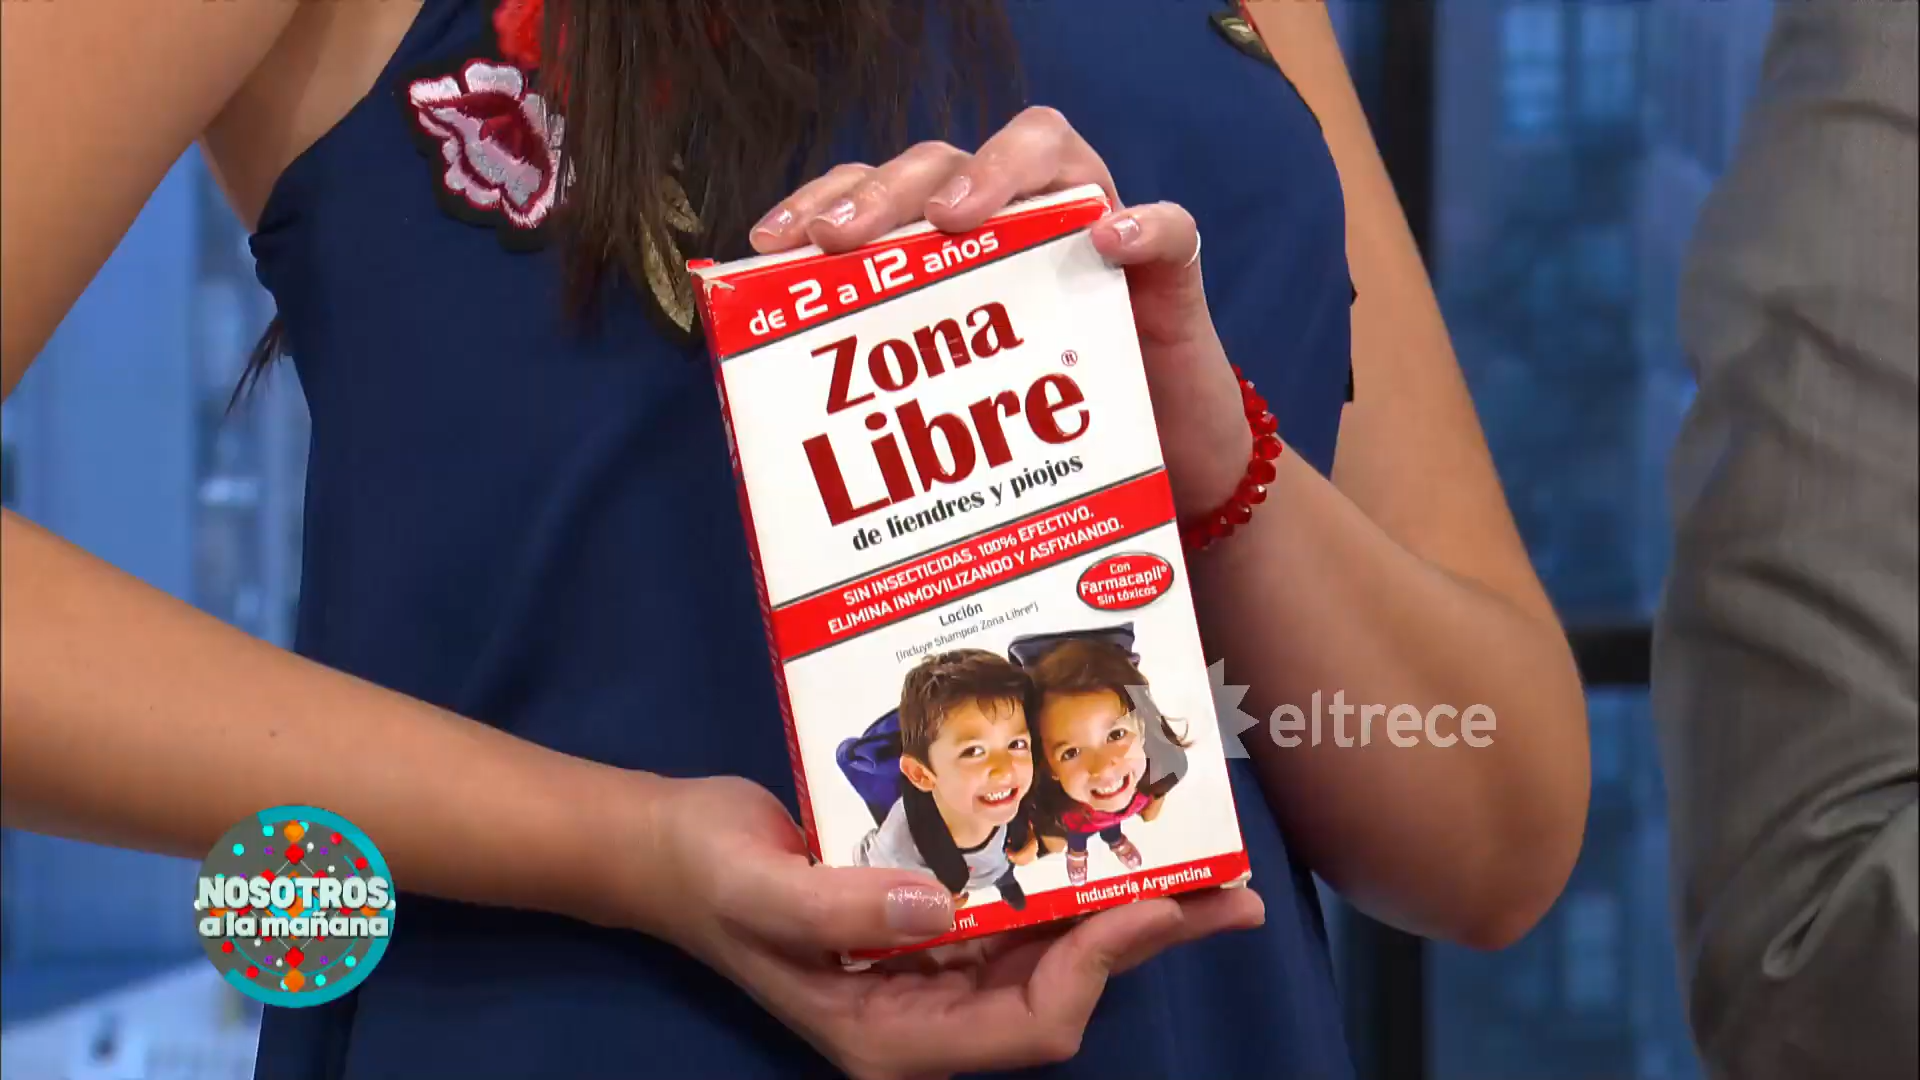 de 2 a 12 años
Zona
Libre®
de liendres y piojos
SIN INSECTICIDAS. 100% EFECTIVO.
ELIMINA INMOVILIZANDO Y ASFIXIANDO.
Con
Farmacapil®
Sin tóxicos
Loción
[incluye Shampoo Zona Libre®]
Industria Argentina
ml.
eltrece
NOSOTROS
a la mañana